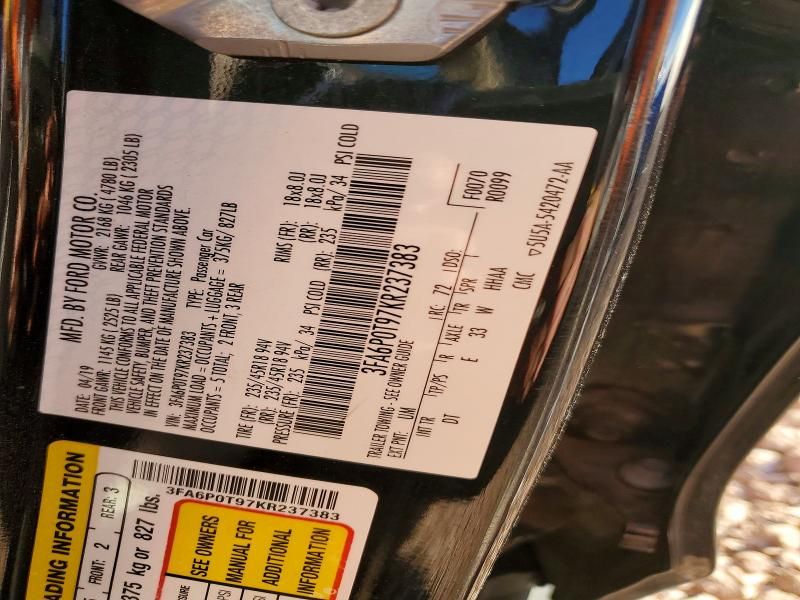 MFD. BY FORD MOTOR CO.
DATE: 04/19 GVWR: 2168 KG (4780 LB)
FRONT GAWR: 1145 KG (2525 LB) REAR GAWR: 1046 KG (2305 LB)
THIS VEHICLE CONFORMS TO ALL APPLICABLE FEDERAL MOTOR
VEHICLE SAFETY, BUMPER, AND THEFT PREVENTION STANDARDS
IN EFFECT ON THE DATE OF MANUFACTURE SHOWN ABOVE.
VIN: 3FA6P0T97KR237383 TYPE: Passenger Car
MAXIMUM LOAD = OCCUPANTS + LUGGAGE = 375KG/ 827LB
OCCUPANTS = 5 TOTAL, 2 FRONT, 3 REAR
TIRE (FR): 235/45R18 94V RIMS (FR): 18x8.0J
(RR): 235/45R18 94V (RR): 18x8.0J
PRESSURE (FR): 235 kPa/ 34 PSI COLD (RR): 235 kPa/ 34 PSI COLD
3FA6P0T97KR237383
TRAILER TOWING - SEE OWNER GUIDE F0070
EXT PNT: UM RC: 72 DSO: R0099
INT TR TP/PS R AXLE TR SPR
DT E 33 W HHAA
CNC ▽5U5A-5420472-AA
3FA6P0T97KR237383
ADING INFORMATION
FRONT: 2 REAR: 3
375 kg or 827 lbs.
SEE OWNERS
MANUAL FOR
ADDITIONAL
INFORMATION